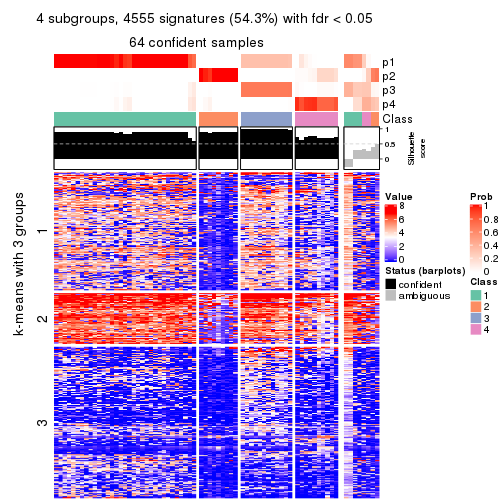 4 subgroups, 4555 signatures (54.3%) with fdr < 0.05
64 confident samples
p1
p2
p3
p4
Class
1
0.5
0
Silhouette
score
k-means with 3 groups
1
2
3
Value
8
6
4
2
0
Status (barplots)
confident
ambiguous
Prob
1
0.8
0.6
0.4
0.2
0
Class
1
2
3
4